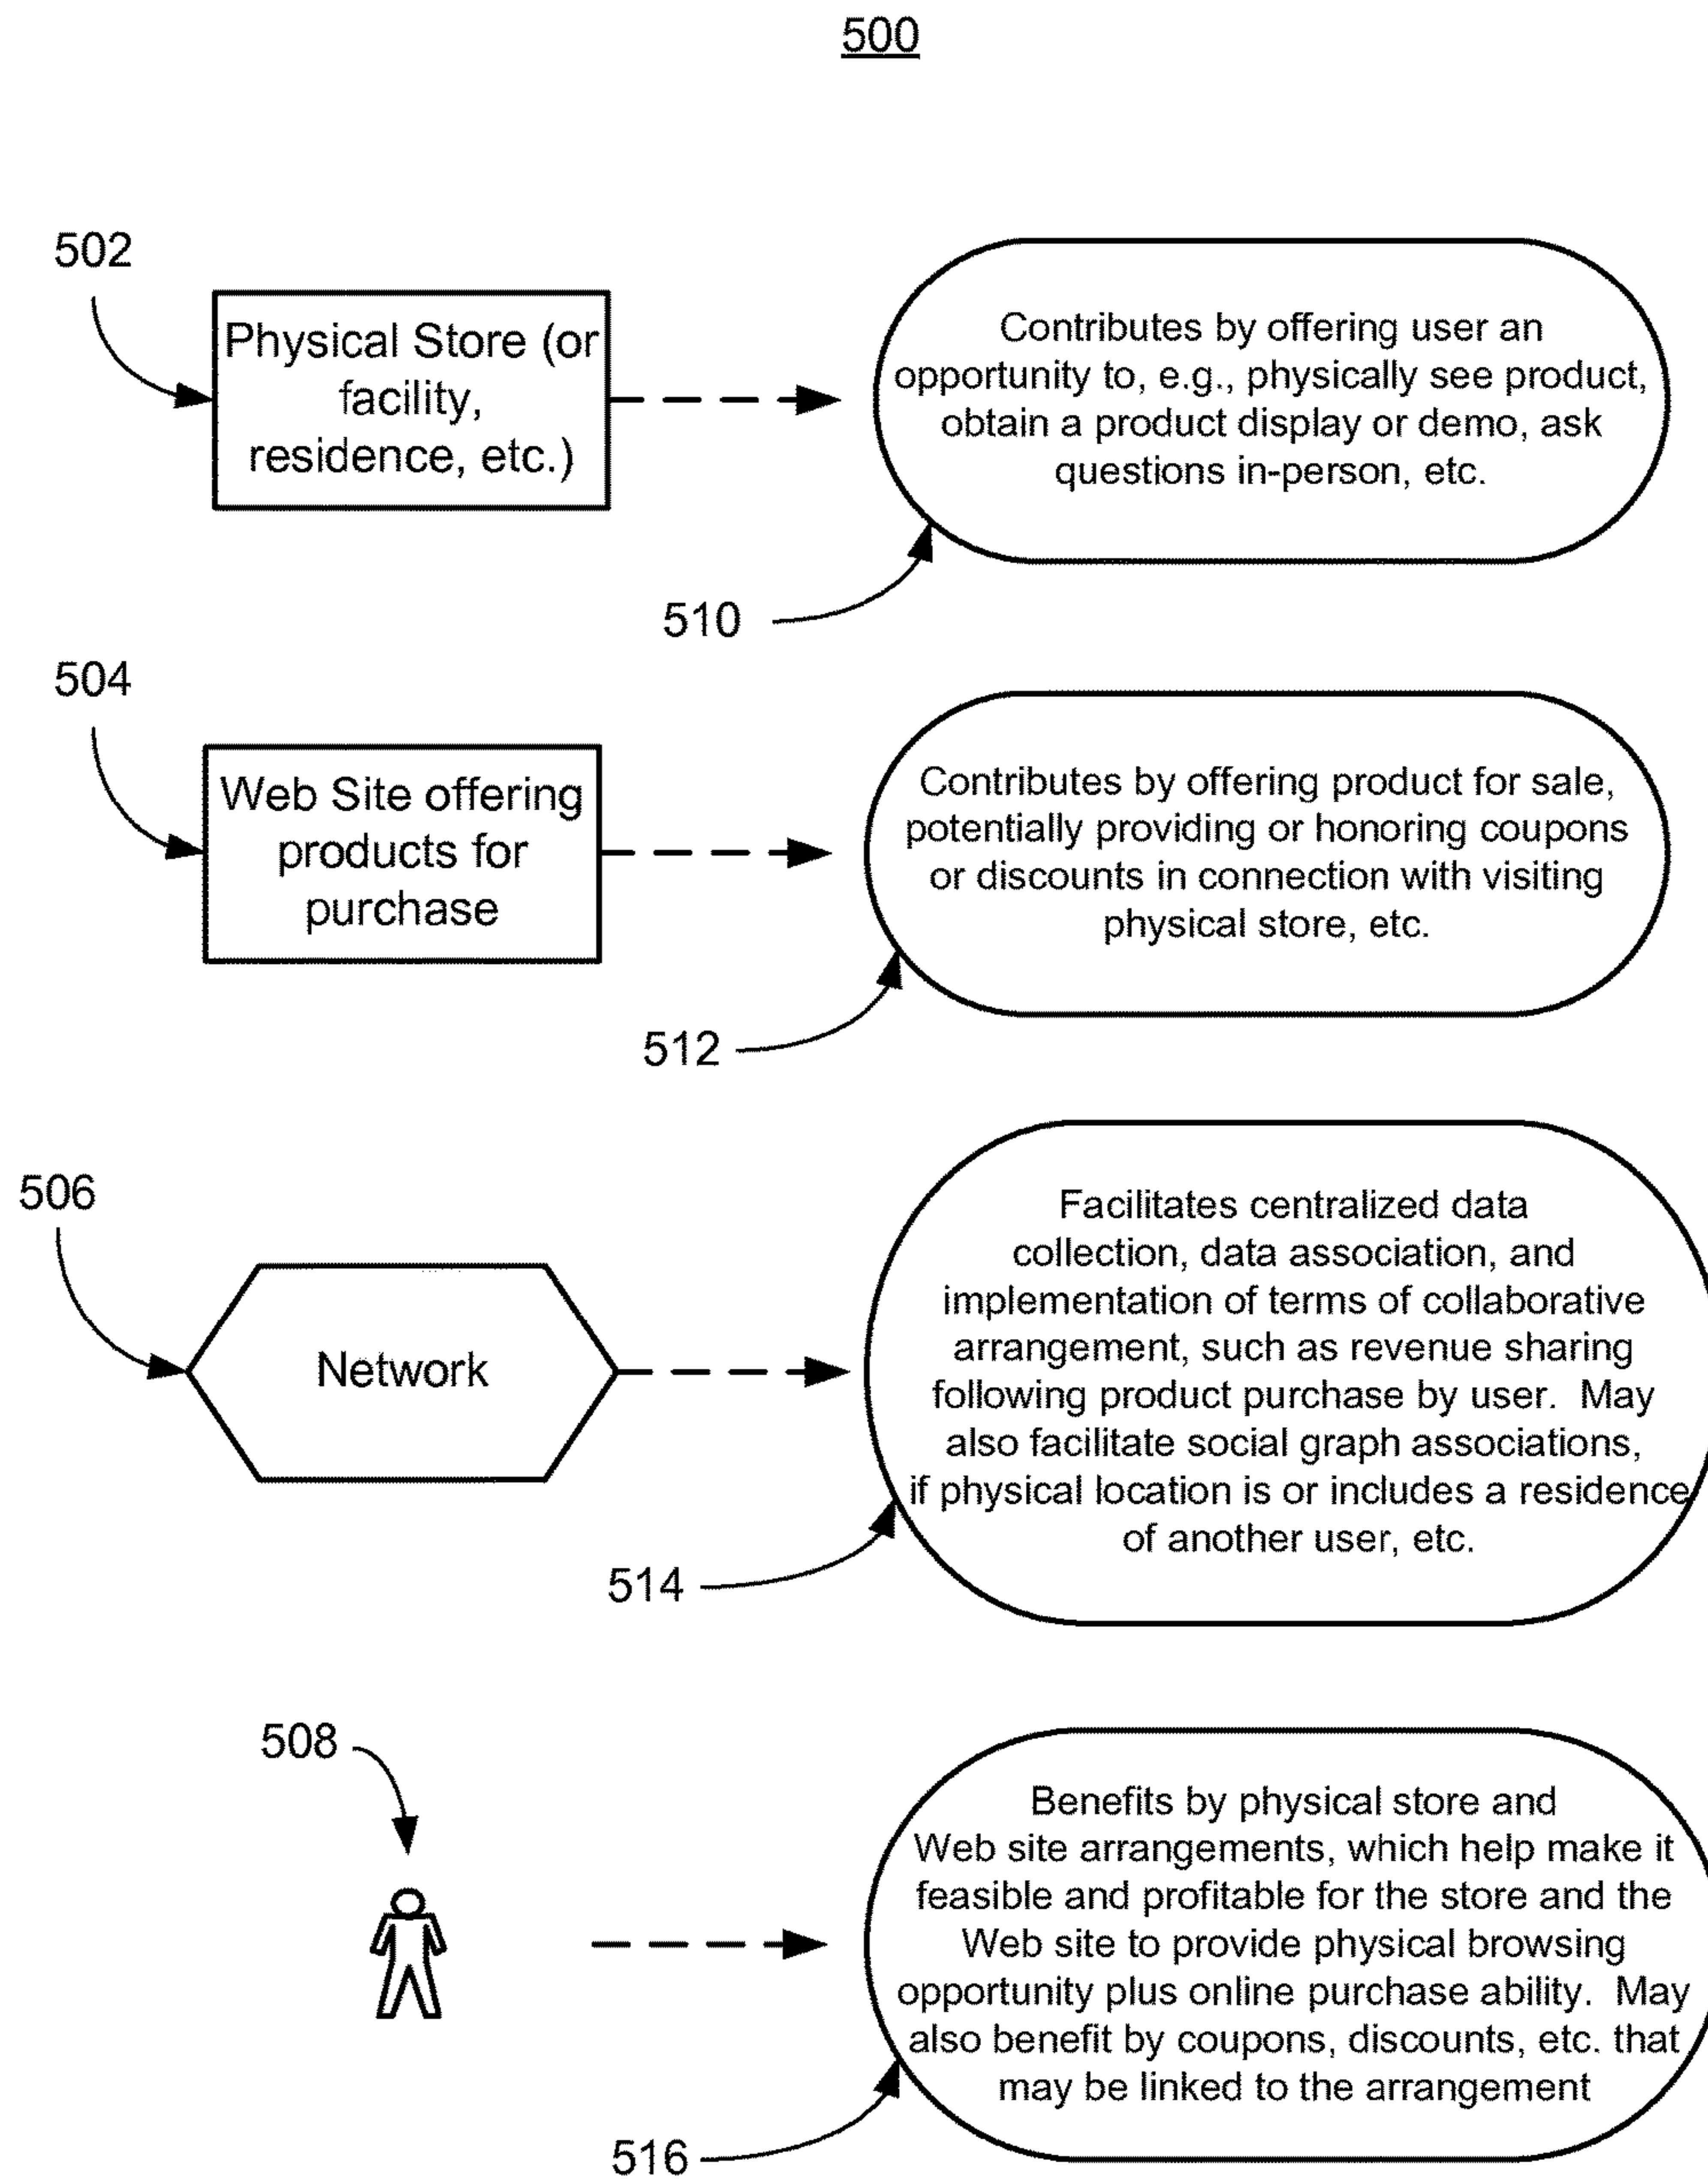 500
502
Physical Store (or
facility,
residence, etc.)
Contributes by offering user an
opportunity to, e.g., physically see product,
obtain a product display or demo, ask
questions in-person, etc.
510
504
Web Site offering
products for
purchase
Contributes by offering product for sale,
potentially providing or honoring coupons
or discounts in connection with visiting
physical store, etc.
512
506
Network
Facilitates centralized data
collection, data association, and
implementation of terms of collaborative
arrangement, such as revenue sharing
following product purchase by user. May
also facilitate social graph associations,
if physical location is or includes a residence
of another user, etc.
514
508
Benefits by physical store and
Web site arrangements, which help make it
feasible and profitable for the store and the
Web site to provide physical browsing
opportunity plus online purchase ability. May
also benefit by coupons, discounts, etc. that
may be linked to the arrangement
516